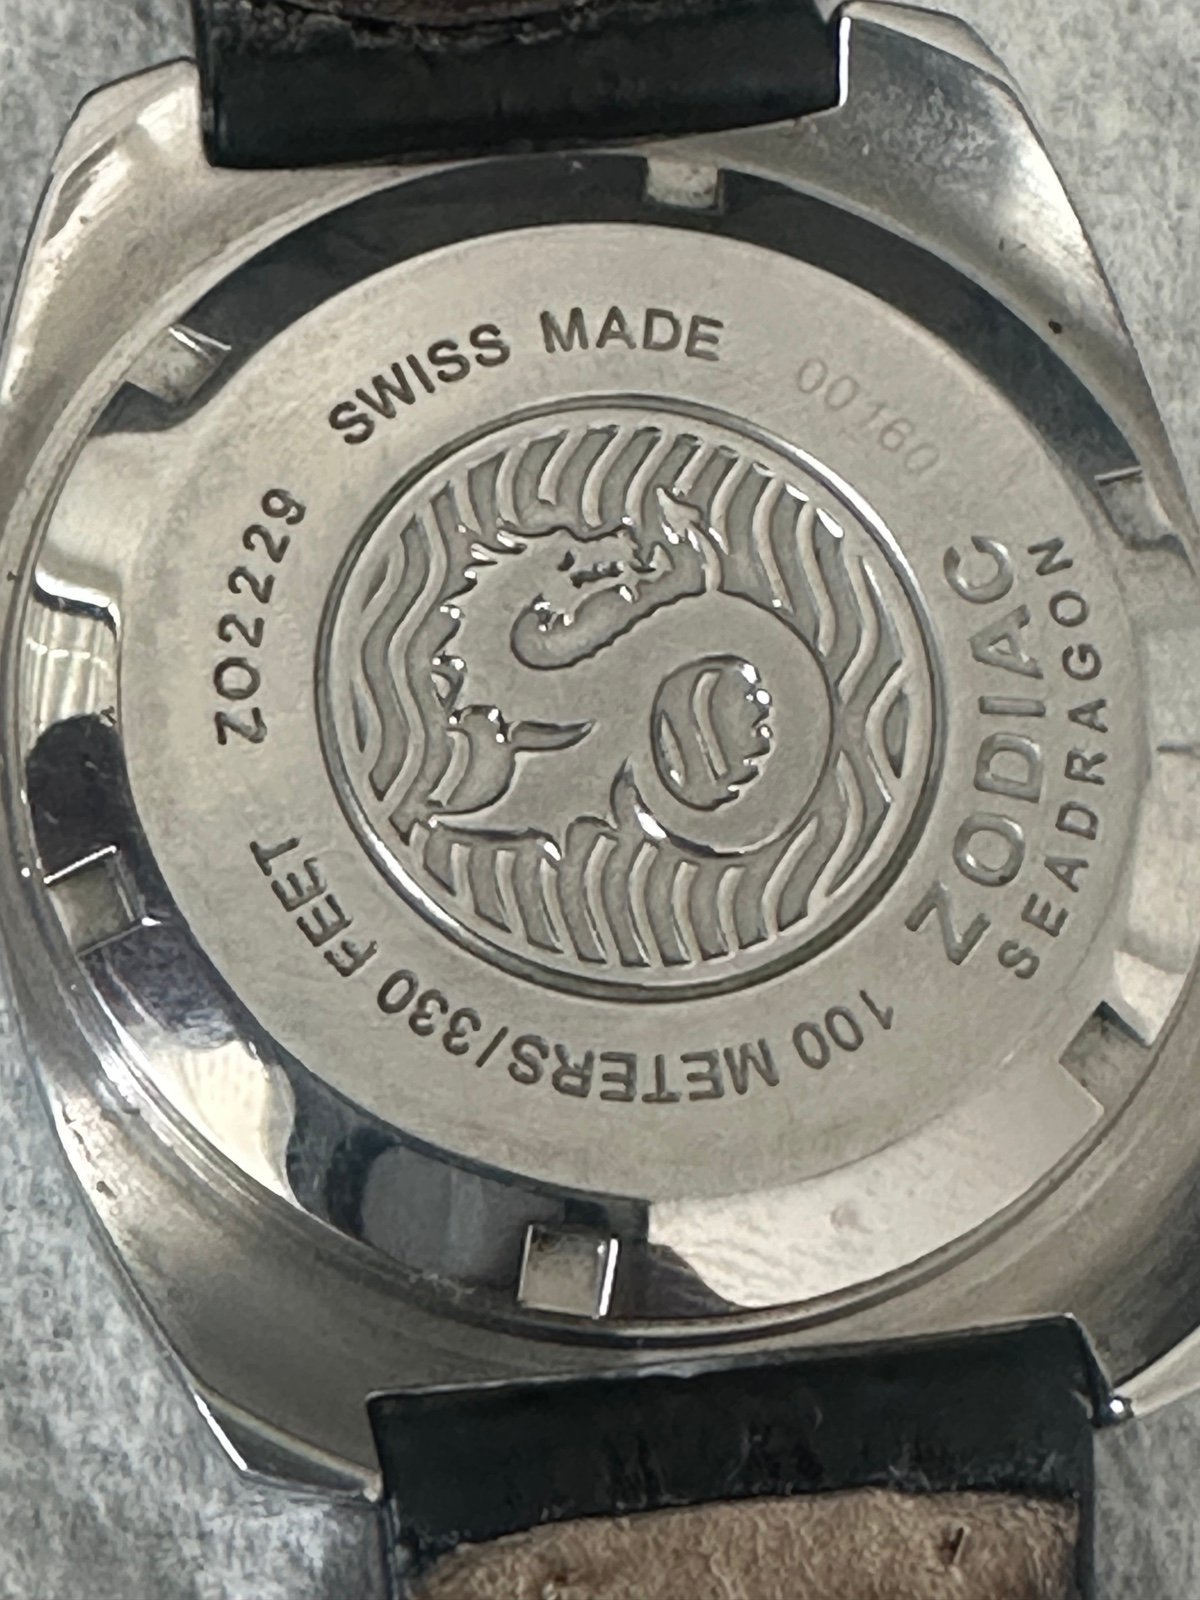 ZODIAC
SEADRAGON
100 METERS/330 FEET
ZO2229
SWISS MADE
00160